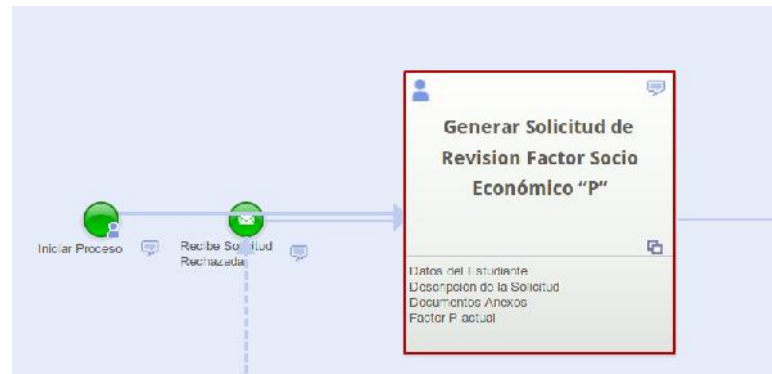 Generar Solicitud de
Revision Factor Socio
Económico “P”
Iniciar Proceso
Recibe Solicitud
Rechazada
Datos del Estudiante
Descripción de la Solicitud
Documentos Anexos
Factor P actual